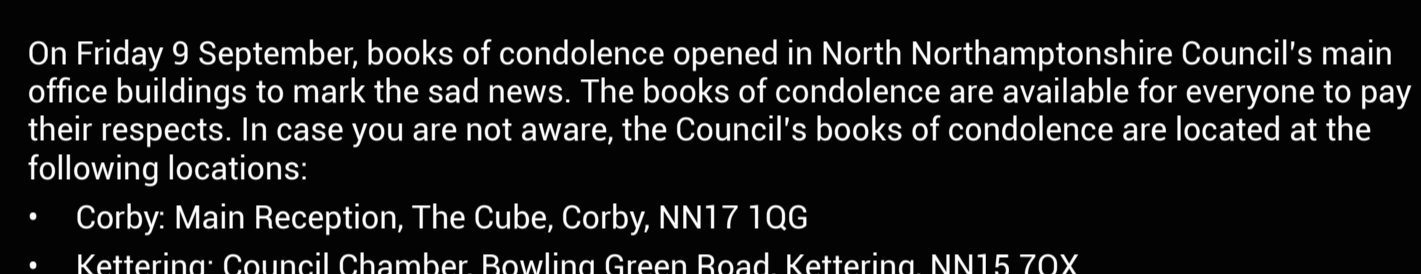 On Friday 9 September, books of condolence opened in North Northamptonshire Council's main
office buildings to mark the sad news. The books of condolence are available for everyone to pay
their respects. In case you are not aware, the Council's books of condolence are located at the
following locations:
• Corby: Main Reception, The Cube, Corby, NN17 1QG
• Kettering: Council Chamber, Bowling Green Road, Kettering, NN15 7QX